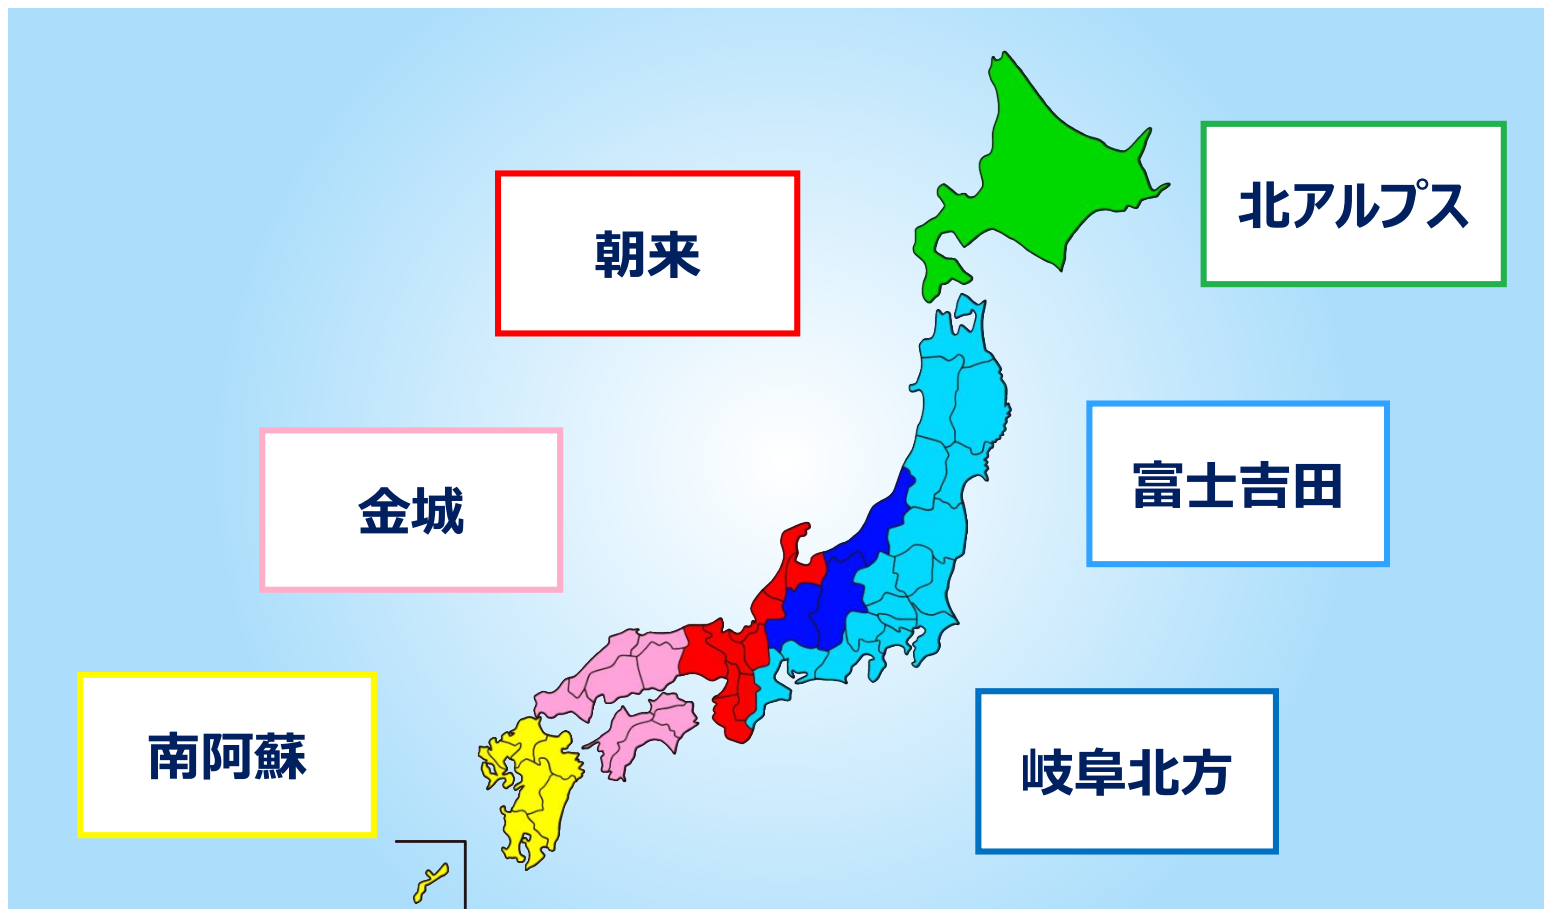 北アルプス
朝来
富士吉田
金城
南阿蘇
岐阜北方